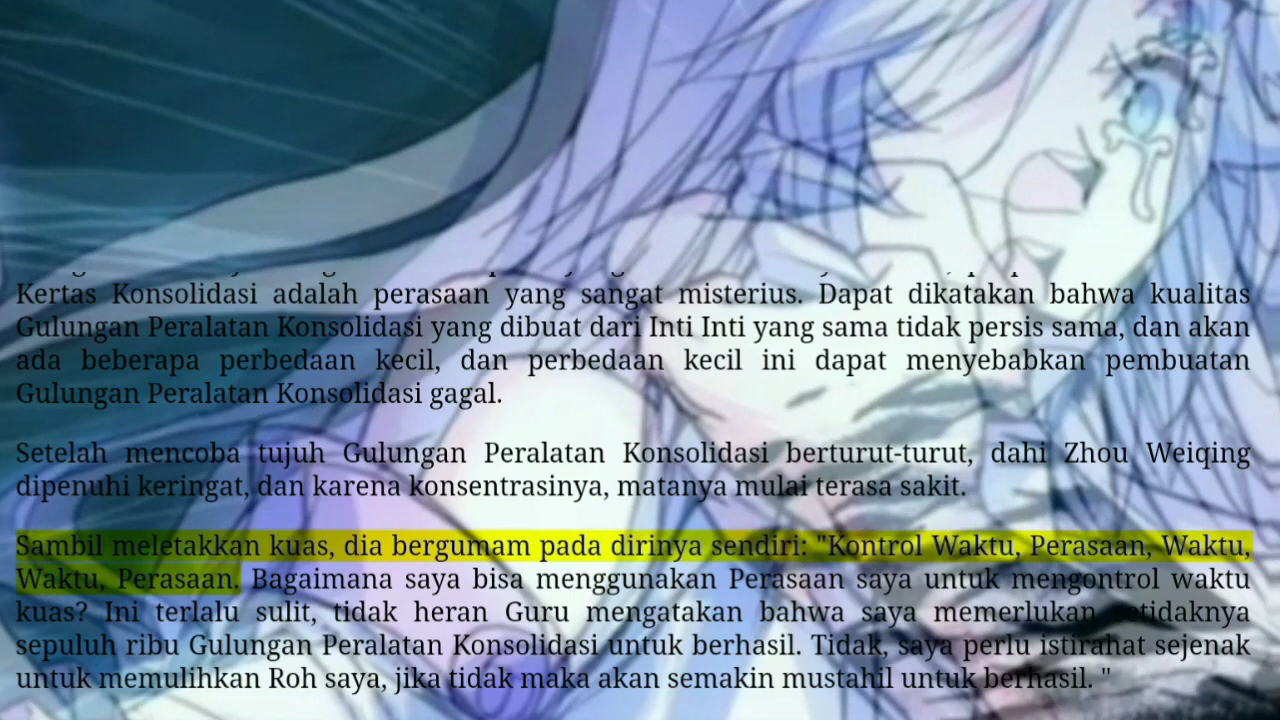 Kertas Konsolidasi adalah perasaan yang sangat misterius. Dapat dikatakan bahwa kualitas
Gulungan Peralatan Konsolidasi yang dibuat dari Inti Inti yang sama tidak persis sama, dan akan
ada beberapa perbedaan kecil, dan perbedaan kecil ini dapat menyebabkan pembuatan
Gulungan Peralatan Konsolidasi gagal.
Setelah mencoba tujuh Gulungan Peralatan Konsolidasi berturut-turut, dahi Zhou Weiqing
dipenuhi keringat, dan karena konsentrasinya, matanya mulai terasa sakit.
Sambil meletakkan kuas, dia bergumam pada dirinya sendiri: "Kontrol Waktu, Perasaan, Waktu,
Waktu, Perasaan. Bagaimana saya bisa menggunakan Perasaan saya untuk mengontrol waktu
kuas? Ini terlalu sulit, tidak heran Guru mengatakan bahwa saya memerlukan setidaknya
sepuluh ribu Gulungan Peralatan Konsolidasi untuk berhasil. Tidak, saya perlu istirahat sejenak
untuk memulihkan Roh saya, jika tidak maka akan semakin mustahil untuk berhasil. "